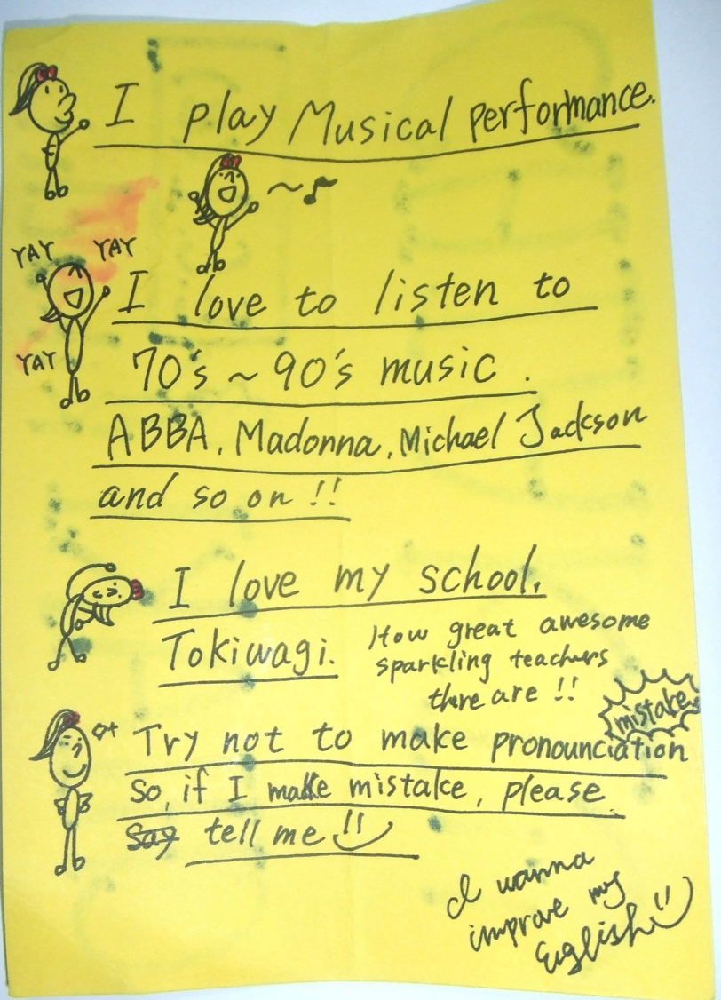 I play Musical performance.
YAY YAY
I love to listen to
YAY
70's ~ 90's music.
ABBA, Madonna, Michael Jackson
and so on!!
I love my school,
Tokiwagi.
How great awesome
sparkling teachers
there are!!
mistake
Try not to make pronounciation
So, if I make mistake, please
Say tell me!!
I wanna
improve my
English!!